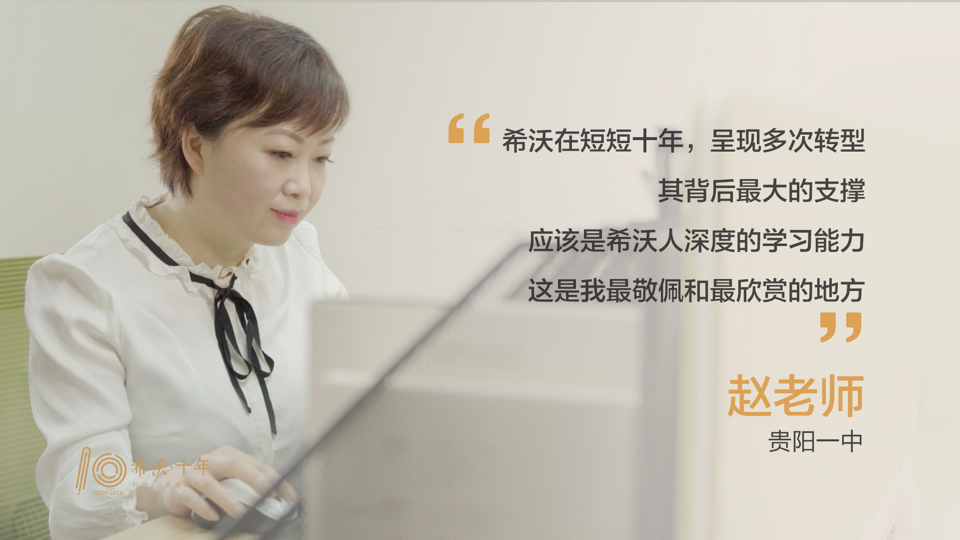 希沃在短短十年，呈现多次转型
其背后最大的支撑
应该是希沃人深度的学习能力
这是我最敬佩和最欣赏的地方
赵老师
贵阳一中
10 希沃·十年